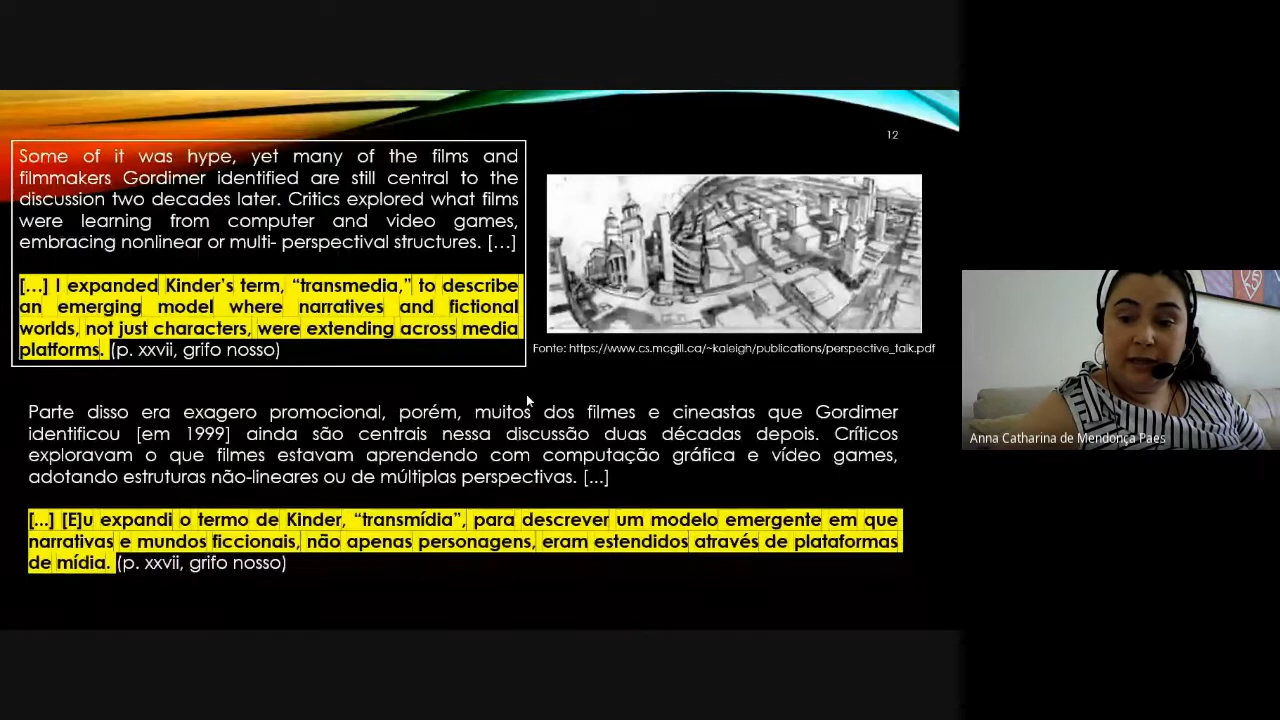 12
Some of it was hype, yet many of the films and
filmmakers Gordimer identified are still central to the
discussion two decades later. Critics explored what films
were learning from computer and video games,
embracing nonlinear or multi- perspectival structures. […]
[…] I expanded Kinder's term, “transmedia,” to describe
an emerging model where narratives and fictional
worlds, not just characters, were extending across media
platforms. (p. xxvii, grifo nosso)
Fonte: https://www.cs.mcgill.ca/~kaleigh/publications/perspective_talk.pdf
Parte disso era exagero promocional, porém, muitos dos filmes e cineastas que Gordimer
identificou [em 1999] ainda são centrais nessa discussão duas décadas depois. Críticos
exploravam o que filmes estavam aprendendo com computação gráfica e vídeo games,
adotando estruturas não-lineares ou de múltiplas perspectivas. [...]
[...] [E]u expandi o termo de Kinder, “transmídia”, para descrever um modelo emergente em que
narrativas e mundos ficcionais, não apenas personagens, eram estendidos através de plataformas
de mídia. (p. xxvii, grifo nosso)
Anna Catharina de Mendonça Paes